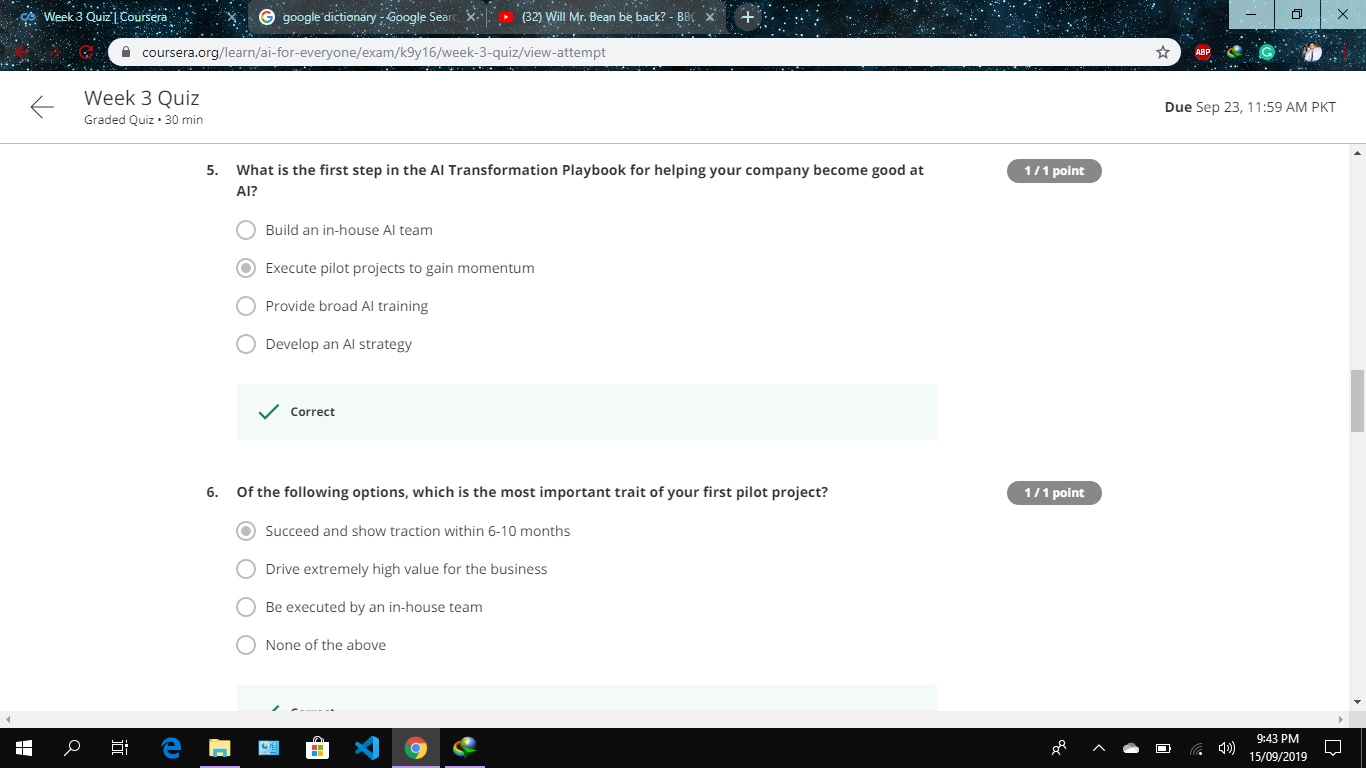 Week 3 Quiz | Coursera
google dictionary - Google Sear
(32) Will Mr. Bean be back? - BB
coursera.org/learn/ai-for-everyone/exam/k9y16/week-3-quiz/view-attempt
ABP
Week 3 Quiz
Graded Quiz • 30 min
Due Sep 23, 11:59 AM PKT
5. What is the first step in the AI Transformation Playbook for helping your company become good at
AI?
1 / 1 point
Build an in-house AI team
Execute pilot projects to gain momentum
Provide broad AI training
Develop an AI strategy
Correct
6. Of the following options, which is the most important trait of your first pilot project?
1 / 1 point
Succeed and show traction within 6-10 months
Drive extremely high value for the business
Be executed by an in-house team
None of the above
9:43 PM
15/09/2019